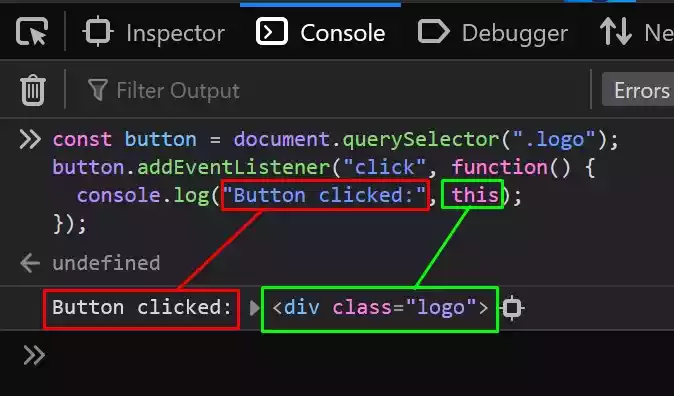 Inspector Console Debugger Ne
Filter Output Errors
>> const button = document.querySelector(".logo");
button.addEventListener("click", function() {
console.log("Button clicked:", this);
});
← undefined
Button clicked: ▶ <div class="logo">
>>